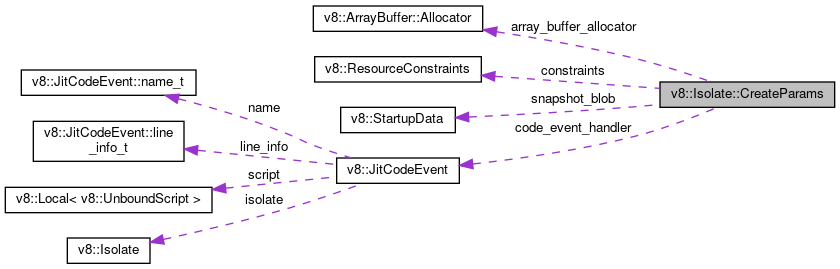 v8::ArrayBuffer::Allocator
array_buffer_allocator
v8::ResourceConstraints
constraints
v8::JitCodeEvent::name_t
v8::Isolate::CreateParams
snapshot_blob
name
v8::StartupData
code_event_handler
v8::JitCodeEvent::line
_info_t
line_info
v8::JitCodeEvent
script
v8::Local< v8::UnboundScript >
isolate
v8::Isolate